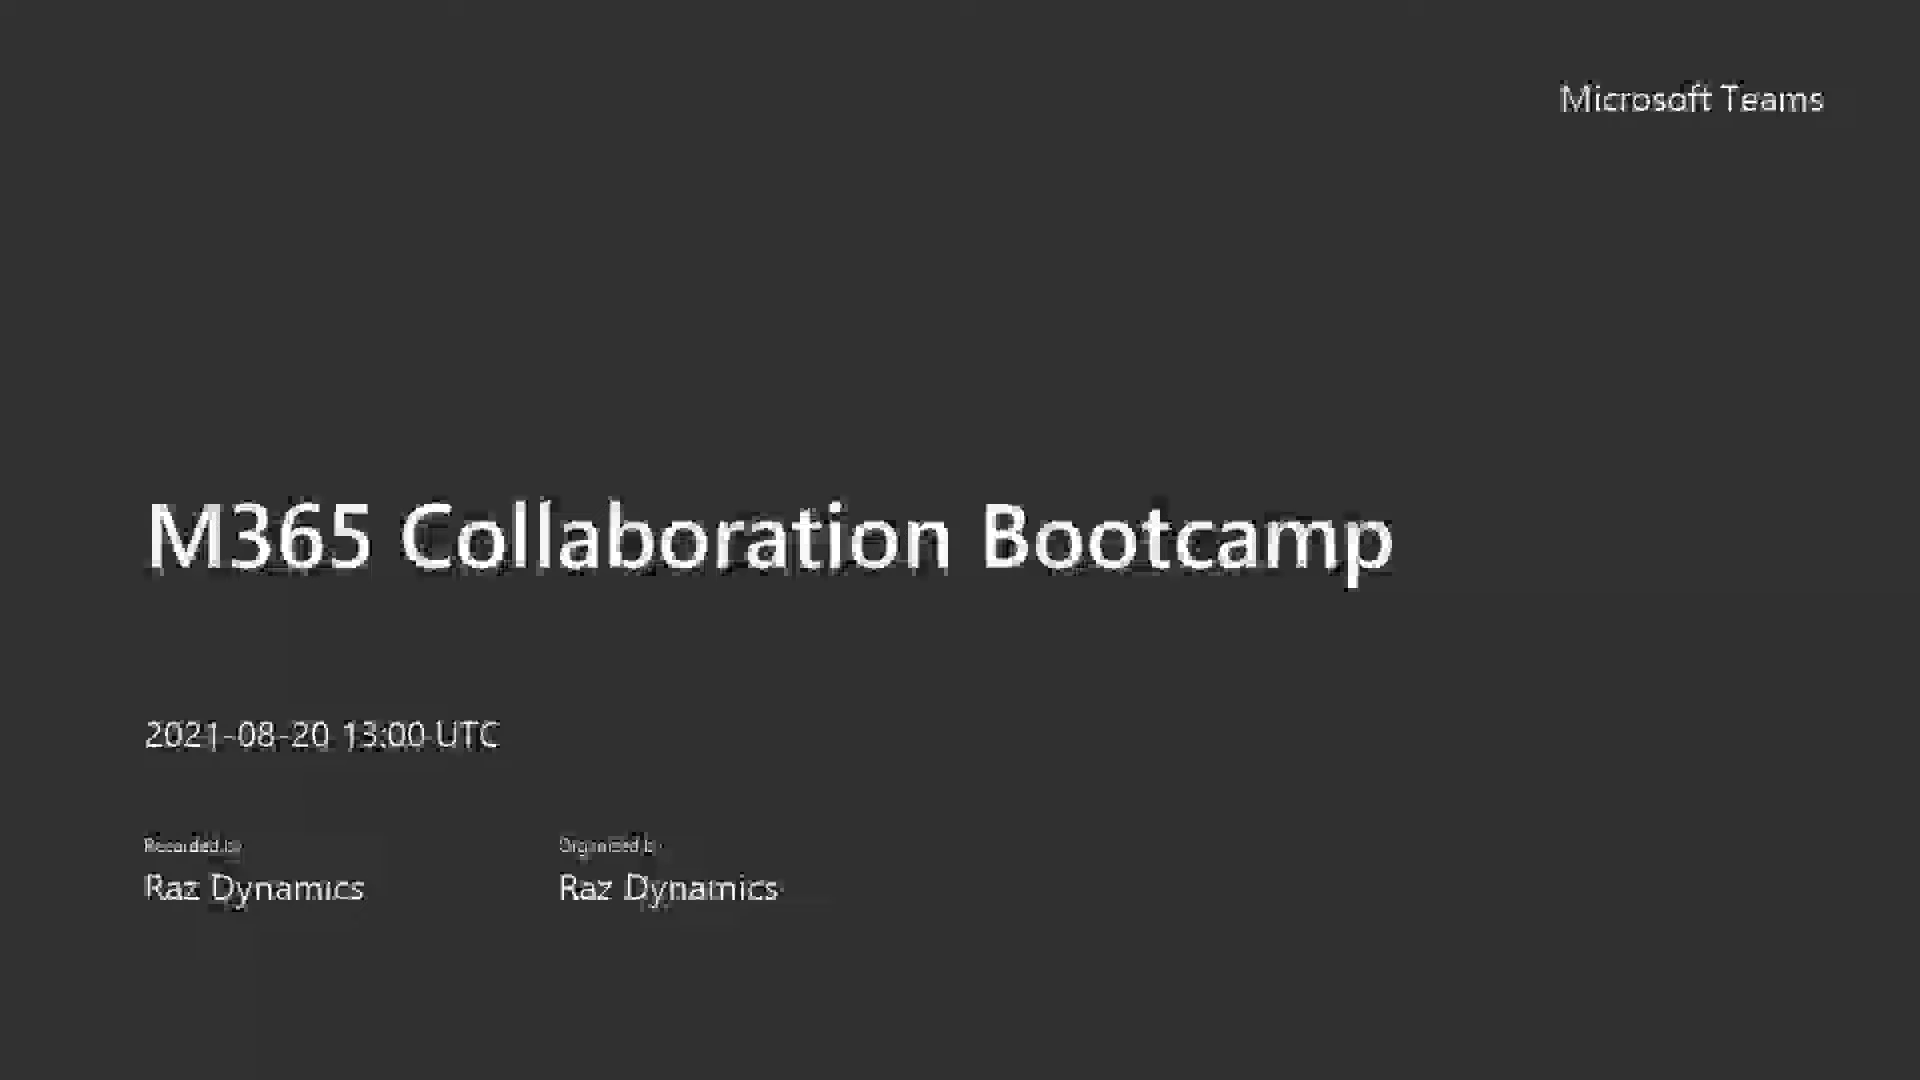 Microsoft Teams
M365 Collaboration Bootcamp
2021-08-20 13:00 UTC
Recorded by
Organized by
Raz Dynamics
Raz Dynamics